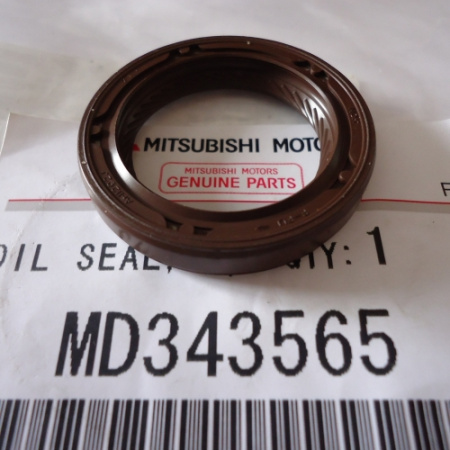 MITSUBISHI MOTO
MITSUBISHI MOTORS
GENUINE PARTS
OIL SEAL, QTY: 1
MD343565